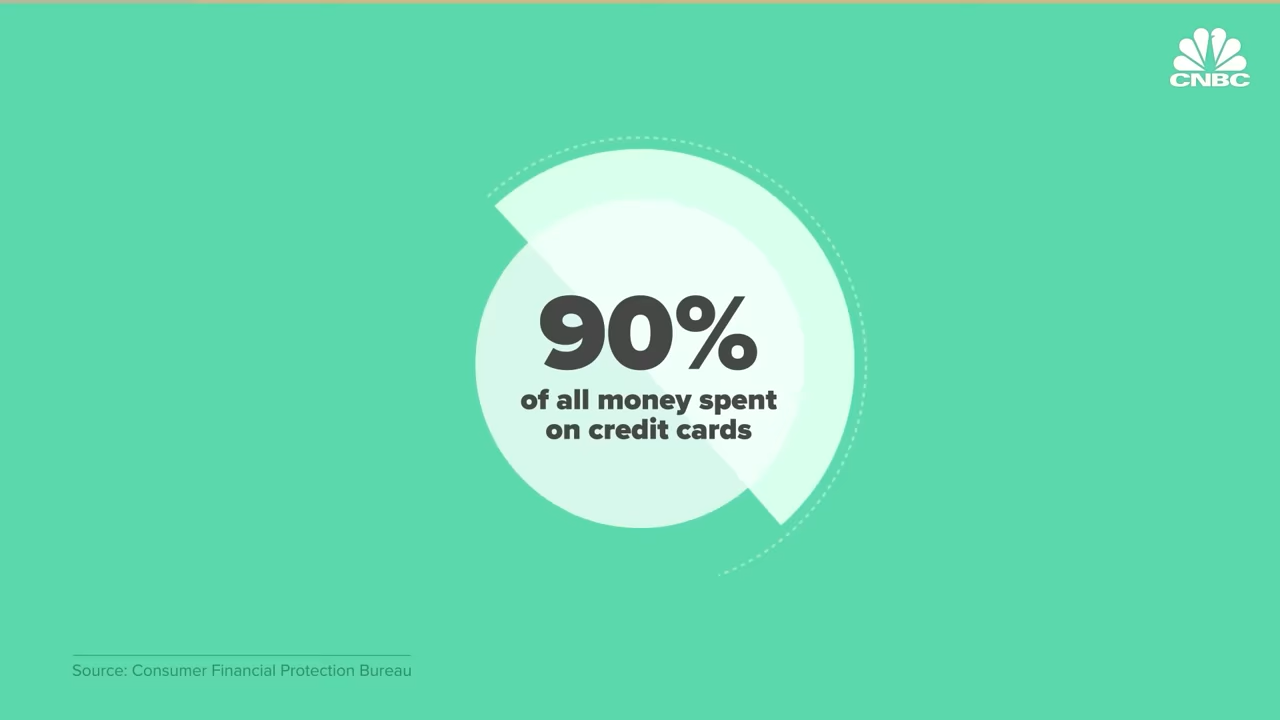 CNBC
90%
of all money spent
on credit cards
Source: Consumer Financial Protection Bureau